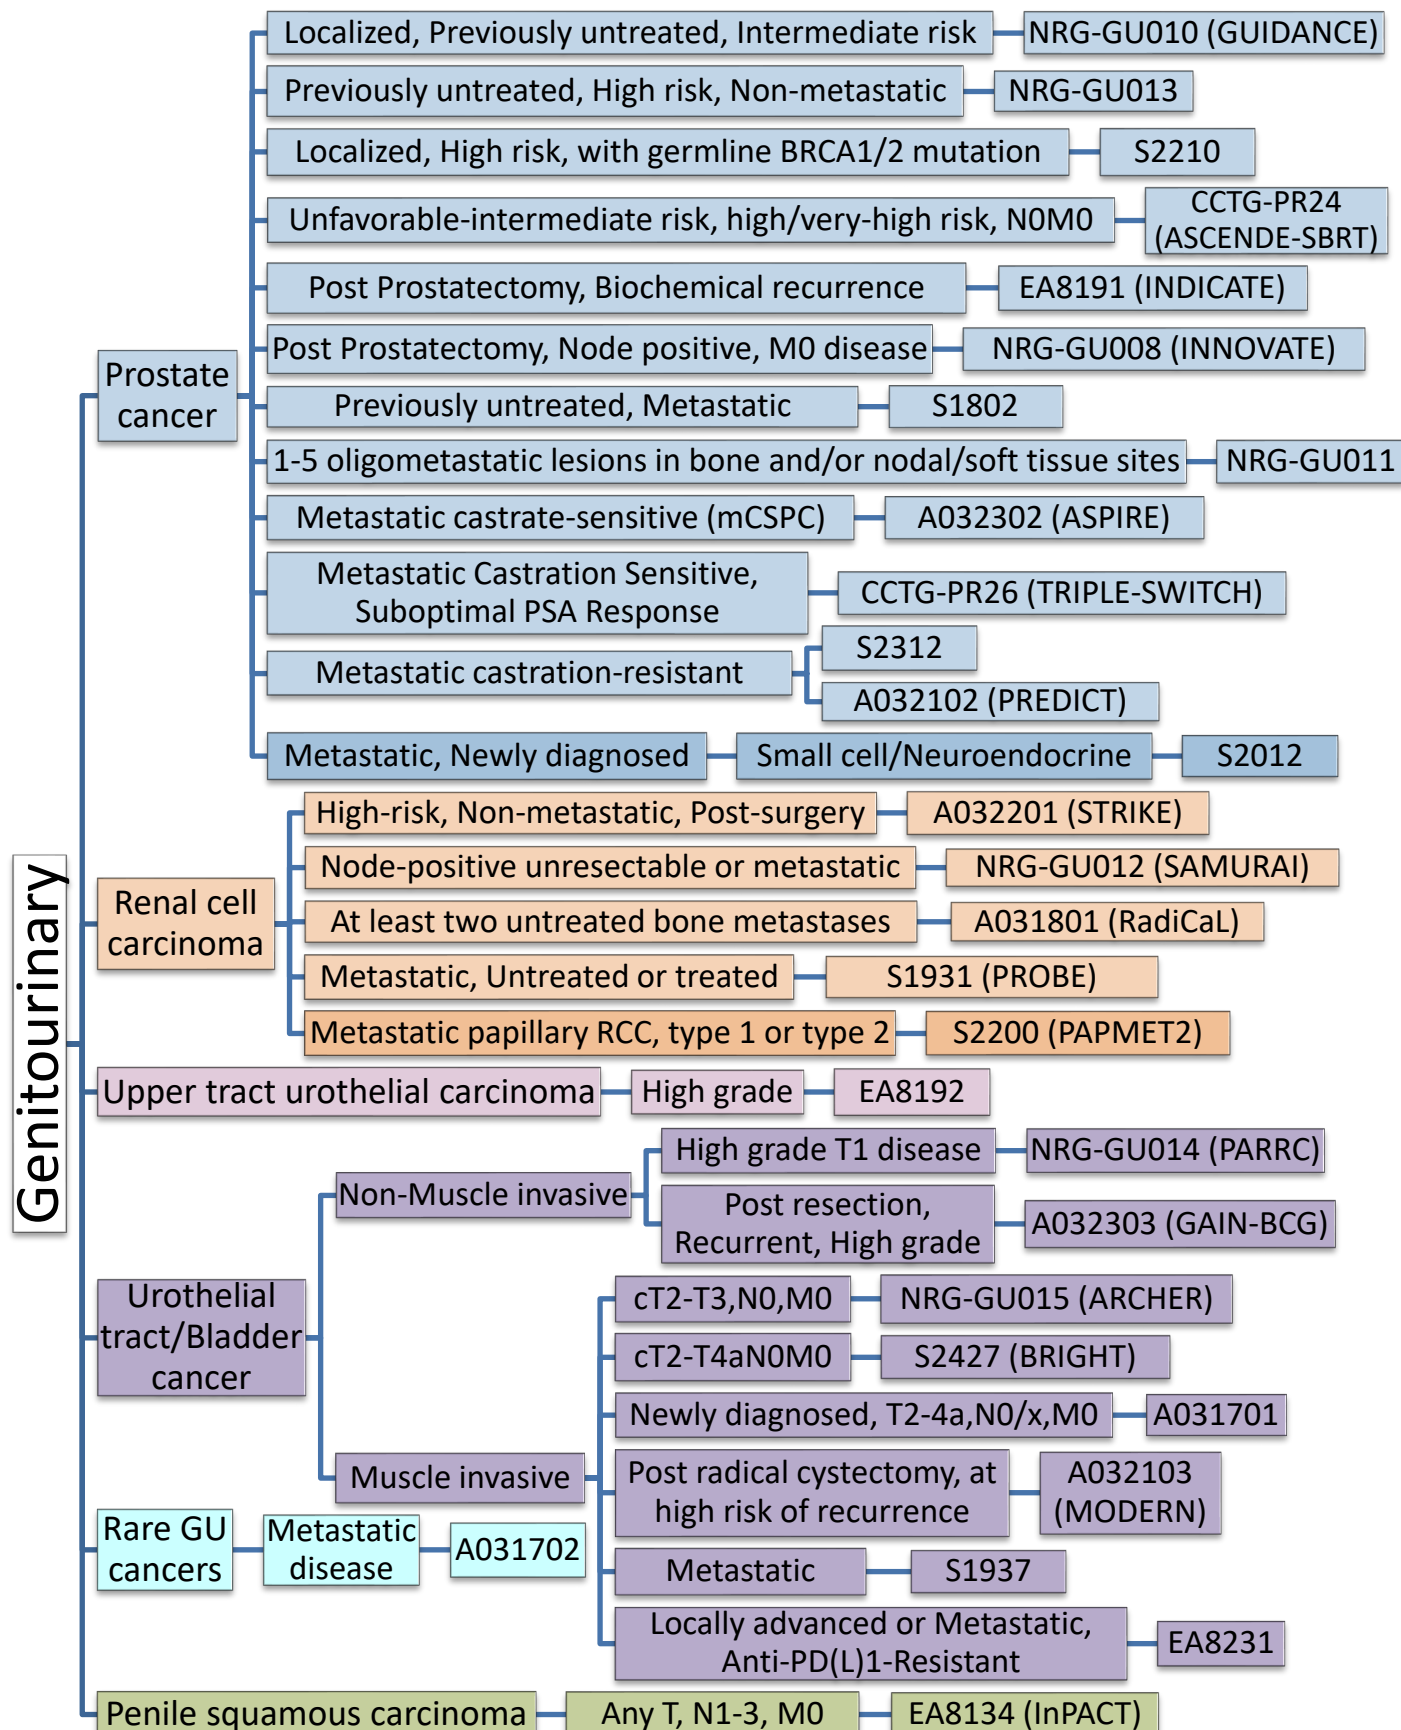 Genitourinary
Prostate
cancer
Localized, Previously untreated, Intermediate risk
NRG-GU010 (GUIDANCE)
Previously untreated, High risk, Non-metastatic
NRG-GU013
Localized, High risk, with germline BRCA1/2 mutation
S2210
Unfavorable-intermediate risk, high/very-high risk, N0M0
CCTG-PR24
(ASCENDE-SBRT)
Post Prostatectomy, Biochemical recurrence
EA8191 (INDICATE)
Post Prostatectomy, Node positive, M0 disease
NRG-GU008 (INNOVATE)
Previously untreated, Metastatic
S1802
1-5 oligometastatic lesions in bone and/or nodal/soft tissue sites
NRG-GU011
Metastatic castrate-sensitive (mCSPC)
A032302 (ASPIRE)
Metastatic Castration Sensitive,
Suboptimal PSA Response
CCTG-PR26 (TRIPLE-SWITCH)
Metastatic castration-resistant
S2312
A032102 (PREDICT)
Metastatic, Newly diagnosed
Small cell/Neuroendocrine
S2012
Renal cell
carcinoma
High-risk, Non-metastatic, Post-surgery
A032201 (STRIKE)
Node-positive unresectable or metastatic
NRG-GU012 (SAMURAI)
At least two untreated bone metastases
A031801 (RadiCaL)
Metastatic, Untreated or treated
S1931 (PROBE)
Metastatic papillary RCC, type 1 or type 2
S2200 (PAPMET2)
Upper tract urothelial carcinoma
High grade
EA8192
Urothelial
tract/Bladder
cancer
Non-Muscle invasive
High grade T1 disease
NRG-GU014 (PARRC)
Post resection,
Recurrent, High grade
A032303 (GAIN-BCG)
Muscle invasive
cT2-T3,N0,M0
NRG-GU015 (ARCHER)
cT2-T4aN0M0
S2427 (BRIGHT)
Newly diagnosed, T2-4a,N0/x,M0
A031701
Post radical cystectomy, at
high risk of recurrence
A032103
(MODERN)
Metastatic
S1937
Locally advanced or Metastatic,
Anti-PD(L)1-Resistant
EA8231
Rare GU
cancers
Metastatic
disease
A031702
Penile squamous carcinoma
Any T, N1-3, M0
EA8134 (InPACT)